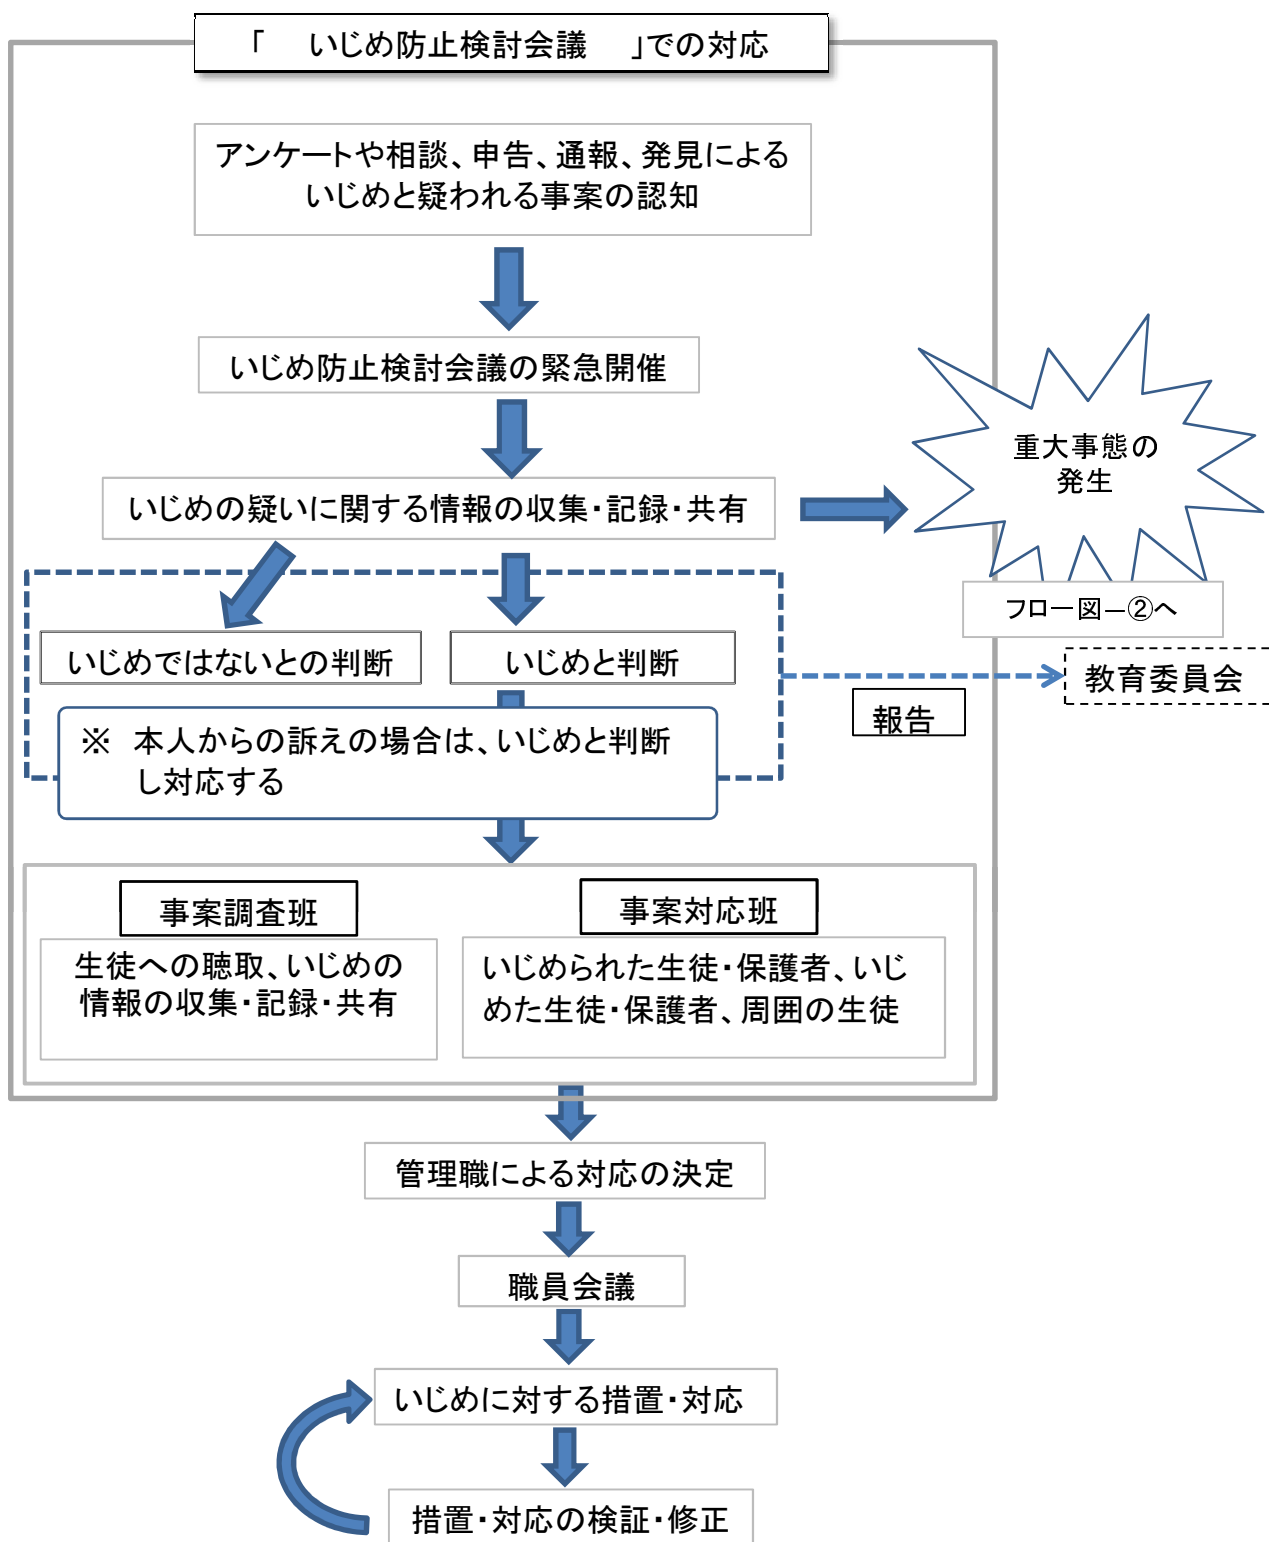 「　いじめ防止検討会議　」での対応
アンケートや相談、申告、通報、発見による
いじめと疑われる事案の認知
いじめ防止検討会議の緊急開催
いじめの疑いに関する情報の収集・記録・共有
重大事態の
発生
フロー図―②へ
いじめではないとの判断
いじめと判断
教育委員会
報告
※　本人からの訴えの場合は、いじめと判断
し対応する
事案調査班
生徒への聴取、いじめの
情報の収集・記録・共有
事案対応班
いじめられた生徒・保護者、いじ
めた生徒・保護者、周囲の生徒
管理職による対応の決定
職員会議
いじめに対する措置・対応
措置・対応の検証・修正